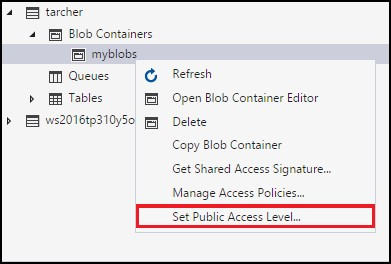 tarcher
Blob Containers
myblobs
Queues
Tables
ws2016tp310y5o
Refresh
Open Blob Container Editor
Delete
Copy Blob Container
Get Shared Access Signature...
Manage Access Policies...
Set Public Access Level...